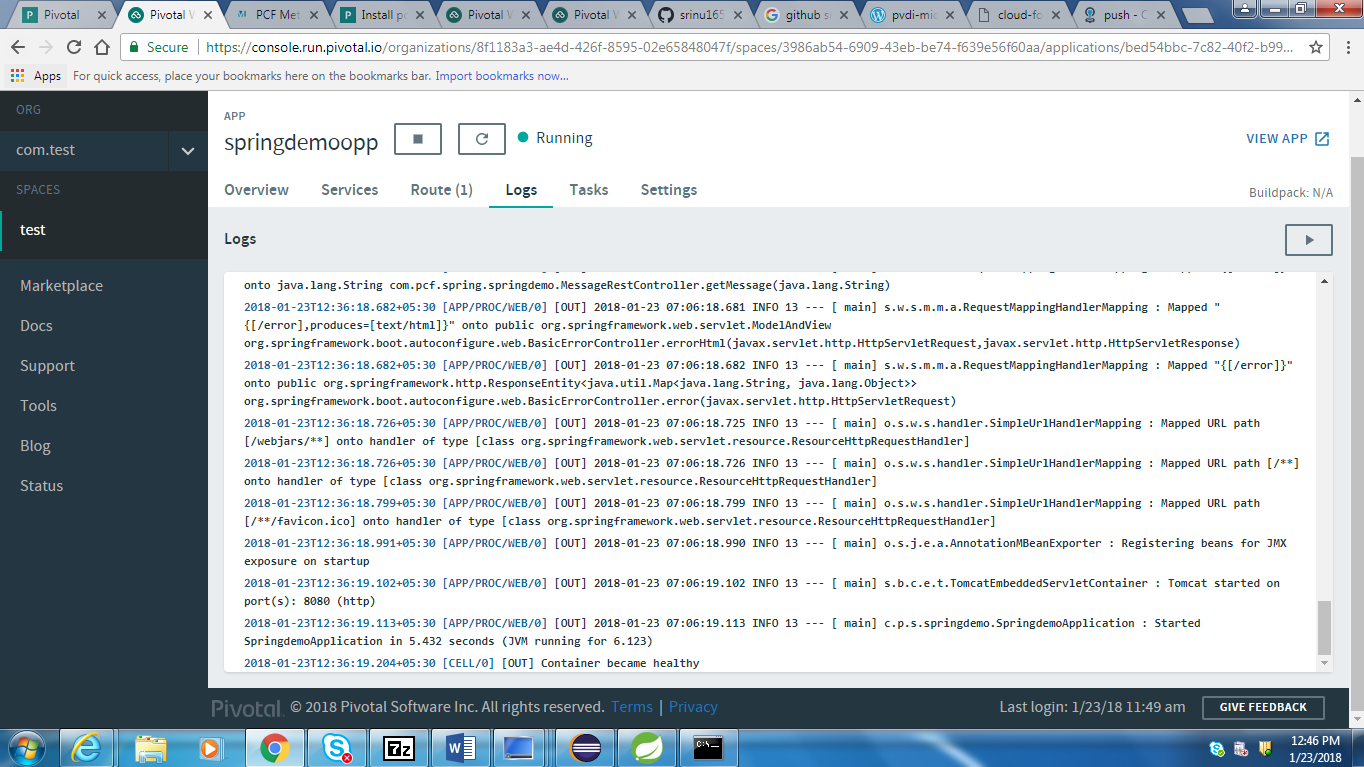 Pivotal
Pivotal W
PCF Met
Install pc
Pivotal W
Pivotal W
srinu165
github s
pvdi-mic
cloud-fo
push - C
Secure
https://console.run.pivotal.io/organizations/8f1183a3-ae4d-426f-8595-02e65848047f/spaces/3986ab54-6909-43eb-be74-f639e56f60aa/applications/bed54bbc-7c82-40f2-b99...
Apps
For quick access, place your bookmarks here on the bookmarks bar. Import bookmarks now...
ORG
com.test
SPACES
test
Marketplace
Docs
Support
Tools
Blog
Status
APP
springdemoopp
Running
VIEW APP
Overview
Services
Route (1)
Logs
Tasks
Settings
Buildpack: N/A
Logs
onto java.lang.String com.pcf.spring.springdemo.MessageRestController.getMessage(java.lang.String)
2018-01-23T12:36:18.682+05:30 [APP/PROC/WEB/0] [OUT] 2018-01-23 07:06:18.681 INFO 13 --- [ main] s.w.s.m.m.a.RequestMappingHandlerMapping : Mapped "
{[/error],produces=[text/html]}" onto public org.springframework.web.servlet.ModelAndView
org.springframework.boot.autoconfigure.web.BasicErrorController.errorHtml(javax.servlet.http.HttpServletRequest,javax.servlet.http.HttpServletResponse)
2018-01-23T12:36:18.682+05:30 [APP/PROC/WEB/0] [OUT] 2018-01-23 07:06:18.682 INFO 13 --- [ main] s.w.s.m.m.a.RequestMappingHandlerMapping : Mapped "{[/error]}"
onto public org.springframework.http.ResponseEntity<java.util.Map<java.lang.String, java.lang.Object>>
org.springframework.boot.autoconfigure.web.BasicErrorController.error(javax.servlet.http.HttpServletRequest)
2018-01-23T12:36:18.726+05:30 [APP/PROC/WEB/0] [OUT] 2018-01-23 07:06:18.725 INFO 13 --- [ main] o.s.w.s.handler.SimpleUrlHandlerMapping : Mapped URL path
[/webjars/**] onto handler of type [class org.springframework.web.servlet.resource.ResourceHttpRequestHandler]
2018-01-23T12:36:18.726+05:30 [APP/PROC/WEB/0] [OUT] 2018-01-23 07:06:18.726 INFO 13 --- [ main] o.s.w.s.handler.SimpleUrlHandlerMapping : Mapped URL path [/**]
onto handler of type [class org.springframework.web.servlet.resource.ResourceHttpRequestHandler]
2018-01-23T12:36:18.799+05:30 [APP/PROC/WEB/0] [OUT] 2018-01-23 07:06:18.799 INFO 13 --- [ main] o.s.w.s.handler.SimpleUrlHandlerMapping : Mapped URL path
[/**/favicon.ico] onto handler of type [class org.springframework.web.servlet.resource.ResourceHttpRequestHandler]
2018-01-23T12:36:18.991+05:30 [APP/PROC/WEB/0] [OUT] 2018-01-23 07:06:18.990 INFO 13 --- [ main] o.s.j.e.a.AnnotationMBeanExporter : Registering beans for JMX
exposure on startup
2018-01-23T12:36:19.102+05:30 [APP/PROC/WEB/0] [OUT] 2018-01-23 07:06:19.102 INFO 13 --- [ main] s.b.c.e.t.TomcatEmbeddedServletContainer : Tomcat started on
port(s): 8080 (http)
2018-01-23T12:36:19.113+05:30 [APP/PROC/WEB/0] [OUT] 2018-01-23 07:06:19.113 INFO 13 --- [ main] c.p.s.springdemo.SpringdemoApplication : Started
SpringdemoApplication in 5.432 seconds (JVM running for 6.123)
2018-01-23T12:36:19.204+05:30 [CELL/0] [OUT] Container became healthy
Pivotal. © 2018 Pivotal Software Inc. All rights reserved. Terms | Privacy
Last login: 1/23/18 11:49 am
GIVE FEEDBACK
7z
12:46 PM
1/23/2018